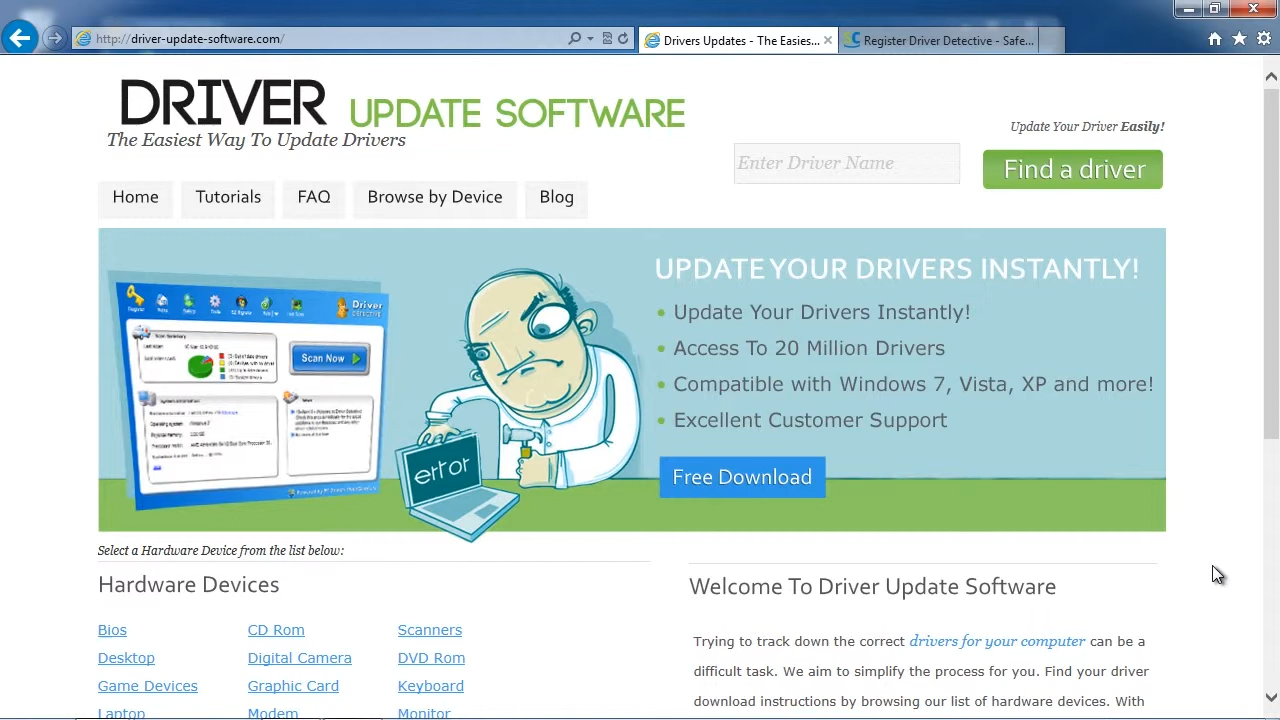 http://driver-update-software.com/
Drivers Updates - The Easies...
Register Driver Detective - Safe...
DRIVER UPDATE SOFTWARE
The Easiest Way To Update Drivers
Update Your Driver Easily!
Enter Driver Name
Find a driver
Home
Tutorials
FAQ
Browse by Device
Blog
Driver
DETECTIVE
Scan Now
error
UPDATE YOUR DRIVERS INSTANTLY!
Update Your Drivers Instantly!
Access To 20 Million Drivers
Compatible with Windows 7, Vista, XP and more!
Excellent Customer Support
Free Download
Select a Hardware Device from the list below:
Hardware Devices
Bios
CD Rom
Scanners
Desktop
Digital Camera
DVD Rom
Game Devices
Graphic Card
Keyboard
Laptop
Modem
Monitor
Welcome To Driver Update Software
Trying to track down the correct drivers for your computer can be a
difficult task. We aim to simplify the process for you. Find your driver
download instructions by browsing our list of hardware devices. With